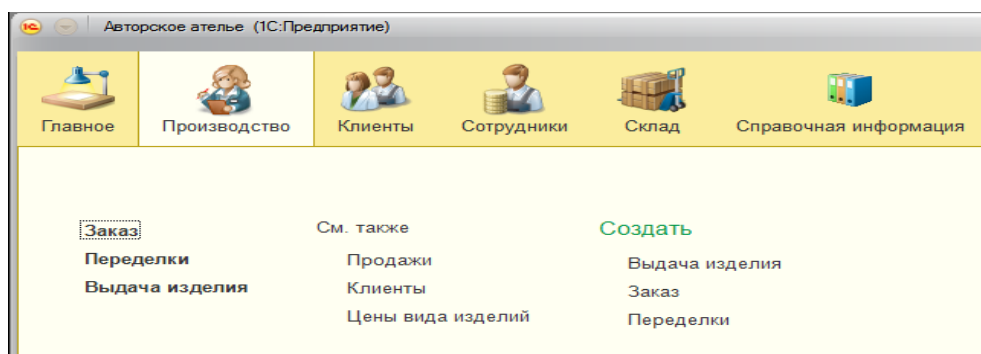 1С Авторское ателье (1С:Предприятие)
Главное Производство Клиенты Сотрудники Склад Справочная информация
Заказ См. также Создать
Переделки Продажи Выдача изделия
Выдача изделия Клиенты Заказ
Цены вида изделий Переделки